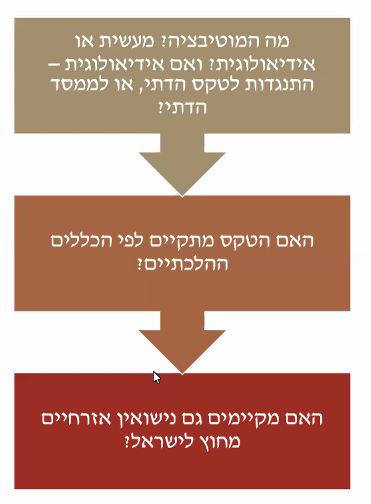 מה המוטיבציה? מעשית או
אידיאולוגית? ואם אידיאולוגית –
התנגדות לטקס הדתי, או לממסד
הדתי?
האם הטקס מתקיים לפי הכללים
ההלכתיים?
האם מקיימים גם נישואין אזרחיים
מחוץ לישראל?